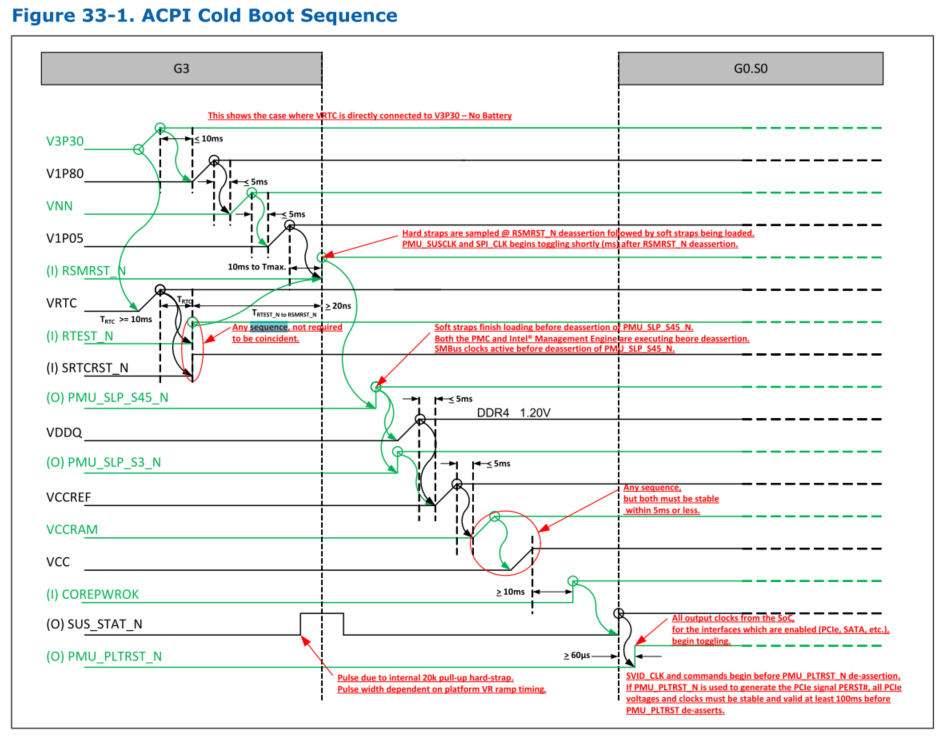 Figure 33-1. ACPI Cold Boot Sequence
G3
G0.S0
This shows the case where VRTC is directly connected to V3P30 – No Battery
V3P30
≤ 10ms
V1P80
≤ 5ms
VNN
≤ 5ms
V1P05
Hard straps are sampled @ RSMRST_N deassertion followed by soft straps being loaded.
PMU_SUSCLK and SPI_CLK begins toggling shortly (ms) after RSMRST_N deassertion.
10ms to Tmax.
(I) RSMRST_N
VRTC
TRTC
≥ 20ns
TRTC >= 10ms
TRTEST_N to RSMRST_N
(I) RTEST_N
Any sequence, not required
to be coincident.
Soft straps finish loading before deassertion of PMU_SLP_S45_N.
Both the PMC and Intel® Management Engine are executing beore deassertion.
SMBus clocks active before deassertion of PMU_SLP_S45_N.
(I) SRTCRST_N
(O) PMU_SLP_S45_N
≤ 5ms
DDR4 1.20V
VDDQ
(O) PMU_SLP_S3_N
≤ 5ms
VCCREF
Any sequence,
but both must be stable
within 5ms or less.
VCCRAM
VCC
≥ 10ms
(I) COREPWROK
(O) SUS_STAT_N
All output clocks from the SoC,
for the interfaces which are enabled (PCIe, SATA, etc.),
begin toggling.
(O) PMU_PLTRST_N
≥ 60µs
Pulse due to internal 20k pull-up hard-strap.
Pulse width dependent on platform VR ramp timing.
SVID_CLK and commands begin before PMU_PLTRST_N de-assertion.
If PMU_PLTRST_N is used to generate the PCIe signal PERST#, all PCIe
voltages and clocks must be stable and valid at least 100ms before
PMU_PLTRST de-asserts.